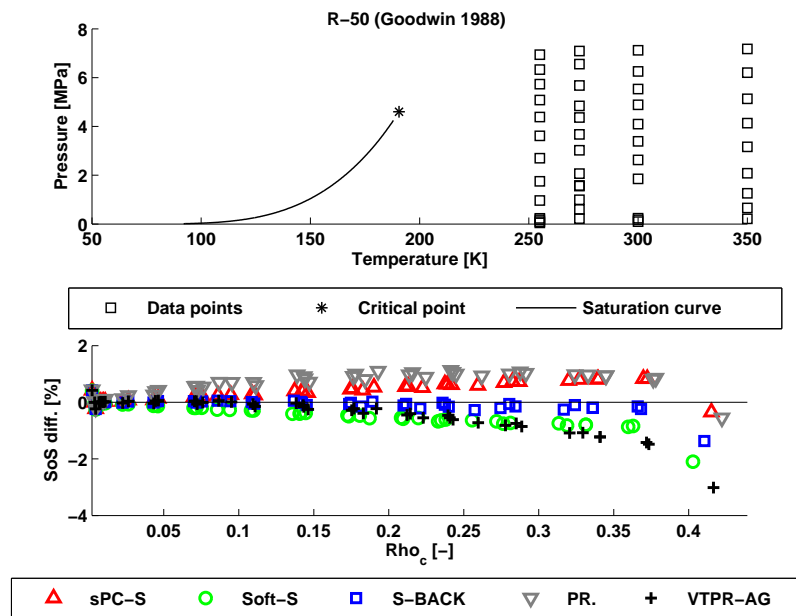 R-50 (Goodwin 1988)
8
6
4
2
0
Pressure [MPa]
50 100 150 200 250 300 350
Temperature [K]
Data points Critical point Saturation curve
2
0
−2
−4
SoS diff. [%]
0.05 0.1 0.15 0.2 0.25 0.3 0.35 0.4
Rho_c [-]
sPC-S Soft-S S-BACK PR. VTPR-AG